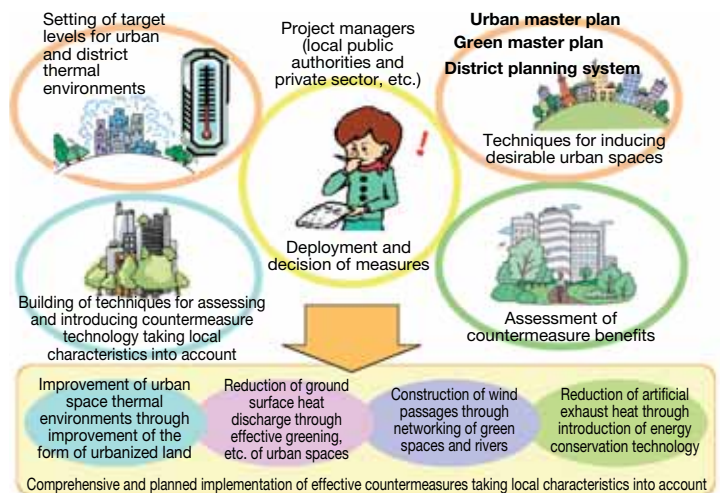 Setting of target
levels for urban
and district
thermal
environments
Project managers
(local public
authorities and
private sector, etc.)
Urban master plan
Green master plan
District planning system
!
Techniques for inducing
desirable urban spaces
Deployment and
decision of measures
Building of techniques for assessing
and introducing countermeasure
technology taking local
characteristics into account
Assessment of
countermeasure benefits
Improvement of urban
space thermal
environments through
improvement of the
form of urbanized land
Reduction of ground
surface heat
discharge through
effective greening,
etc. of urban spaces
Construction of wind
passages through
networking of green
spaces and rivers
Reduction of artificial
exhaust heat through
introduction of energy
conservation technology
Comprehensive and planned implementation of effective countermeasures taking local characteristics into account